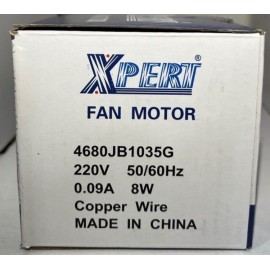 XPERT
FAN MOTOR
4680JB1035G
220V 50/60Hz
0.09A 8W
Copper Wire
MADE IN CHINA